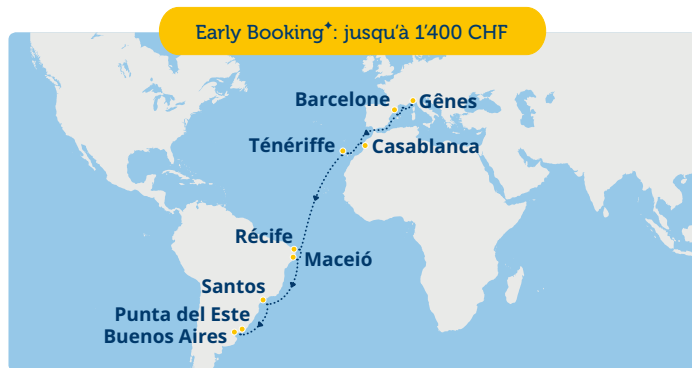 Early Booking✦: jusqu'à 1'400 CHF
Barcelone
Gênes
Ténériffe
Casablanca
Récife
Maceió
Santos
Punta del Este
Buenos Aires